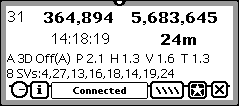 31 364,894 5,683,645
14:18:19 24m
A 3D Off(A) P 2.1 H 1.3 V 1.6 T 1.3
8 SVs:4,27,13,16,18,14,19,24
i Connected